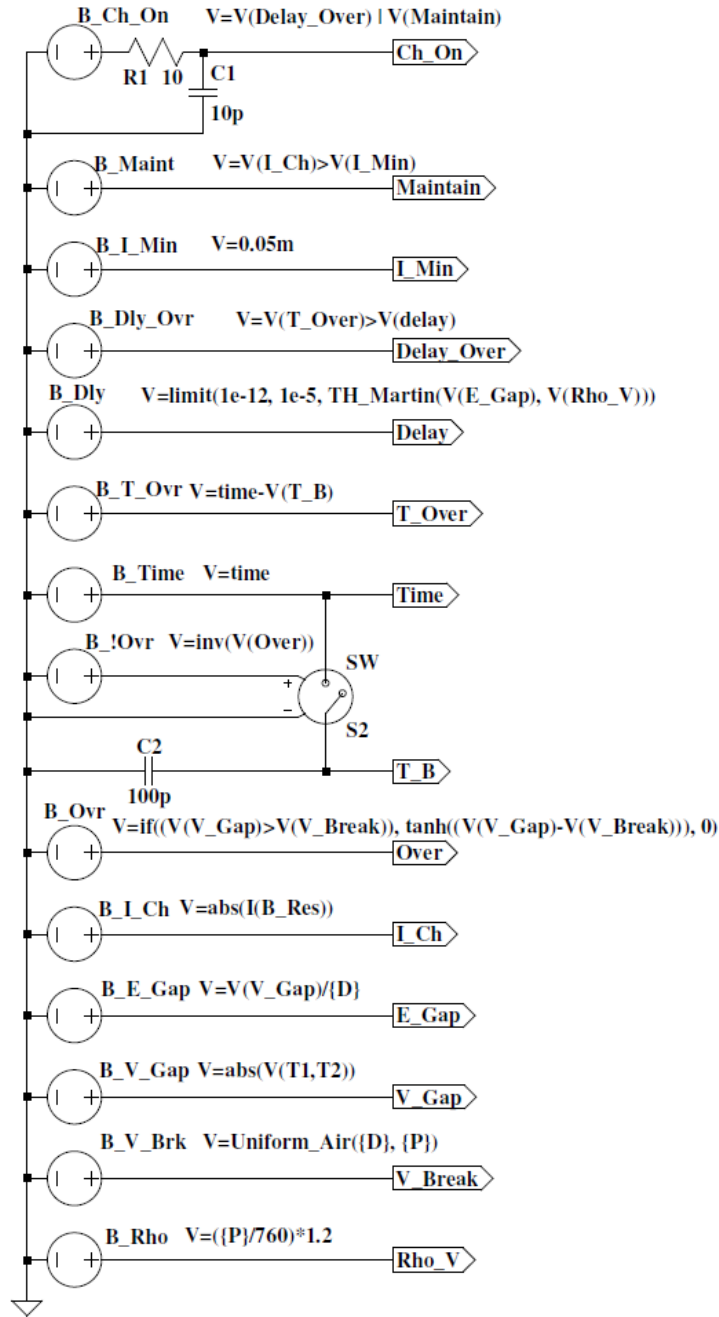 B_Ch_On V=V(Delay_Over) | V(Maintain)
Ch_On
R1 10 C1
10p
B_Maint V=V(I_Ch)>V(I_Min)
Maintain
B_I_Min V=0.05m
I_Min
B_Dly_Ovr V=V(T_Over)>V(delay)
Delay_Over
B_Dly V=limit(1e-12, 1e-5, TH_Martin(V(E_Gap), V(Rho_V)))
Delay
B_T_Ovr V=time-V(T_B)
T_Over
B_Time V=time
Time
B_!Ovr V=inv(V(Over))
SW
S2
C2
T_B
100p
B_Ovr V=if((V(V_Gap)>V(V_Break)), tanh((V(V_Gap)-V(V_Break))), 0)
Over
B_I_Ch V=abs(I(B_Res))
I_Ch
B_E_Gap V=V(V_Gap)/{D}
E_Gap
B_V_Gap V=abs(V(T1,T2))
V_Gap
B_V_Brk V=Uniform_Air({D}, {P})
V_Break
B_Rho V=({P}/760)*1.2
Rho_V